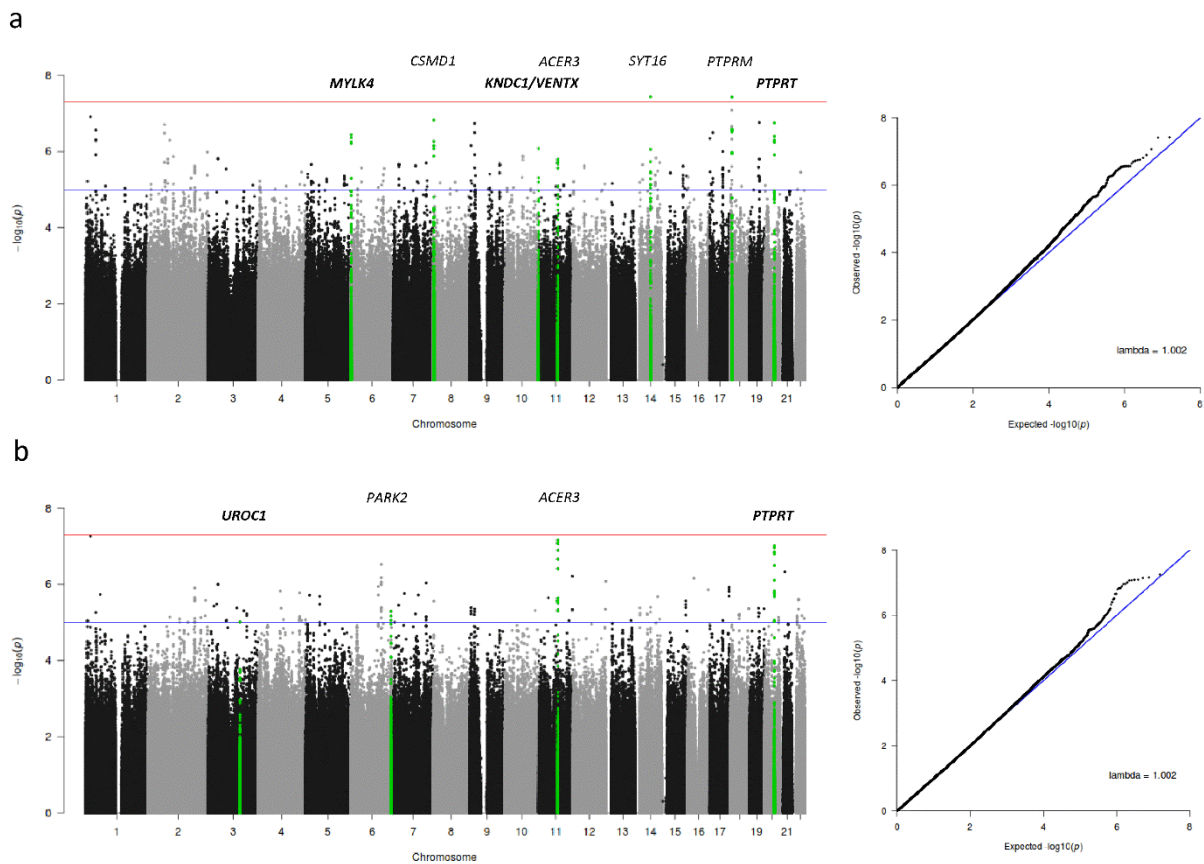 a
CSMD1 ACER3 SYT16 PTPRM
MYLK4 KNDC1/VENTX PTPRT
8
6
4
2
0
−log10(p)
1 2 3 4 5 6 7 8 9 10 11 12 13 14 15 16 17 19 21
Chromosome
8
6
4
2
0
Observed -log10(p)
lambda = 1.002
0 2 4 6 8
Expected -log10(p)
b
PARK2 ACER3
UROC1 PTPRT
8
6
4
2
0
−log10(p)
1 2 3 4 5 6 7 8 9 10 11 12 13 14 15 16 17 19 21
Chromosome
8
6
4
2
0
Observed -log10(p)
lambda = 1.002
0 2 4 6 8
Expected -log10(p)